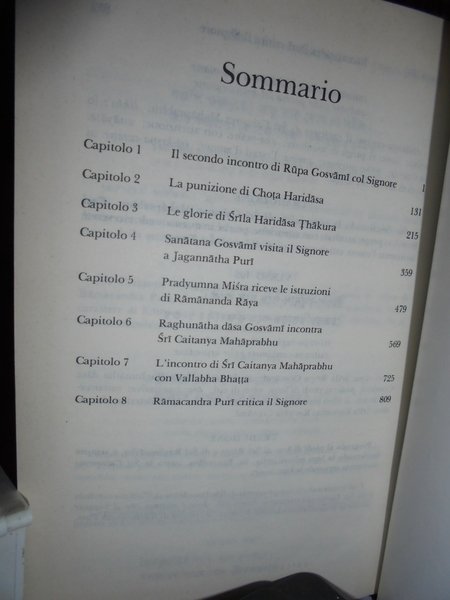 Sommario
Capitolo 1 Il secondo incontro di Rūpa Gosvāmī col Signore 1
Capitolo 2 La punizione di Choṭa Haridāsa 131
Capitolo 3 Le glorie di Śrīla Haridāsa Ṭhākura 215
Capitolo 4 Sanātana Gosvāmī visita il Signore
a Jagannātha Purī 359
Capitolo 5 Pradyumna Miśra riceve le istruzioni
di Rāmānanda Rāya 479
Capitolo 6 Raghunātha dāsa Gosvāmī incontra
Śrī Caitanya Mahāprabhu 569
Capitolo 7 L'incontro di Śrī Caitanya Mahāprabhu
con Vallabha Bhaṭṭa 725
Capitolo 8 Rāmacandra Purī critica il Signore 809